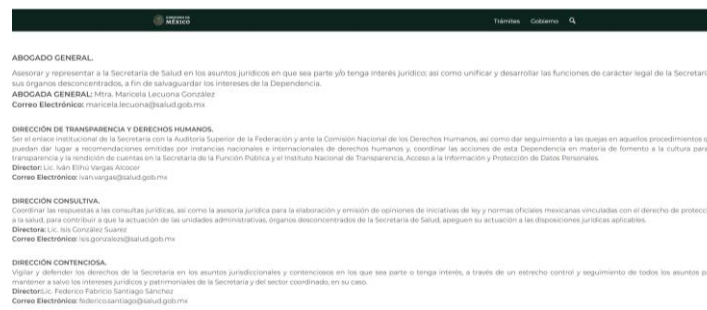 GOBIERNO DE
MÉXICO
Trámites Gobierno
ABOGADO GENERAL.
Asesorar y representar a la Secretaría de Salud en los asuntos jurídicos en que sea parte y/o tenga interés jurídico; así como unificar y desarrollar las funciones de carácter legal de la Secretarí
sus órganos desconcentrados, a fin de salvaguardar los intereses de la Dependencia.
ABOGADA GENERAL: Mtra. Maricela Lecuona González
Correo Electrónico: maricela.lecuona@salud.gob.mx
DIRECCIÓN DE TRANSPARENCIA Y DERECHOS HUMANOS.
Ser el enlace institucional de la Secretaría con la Auditoría Superior de la Federación y ante la Comisión Nacional de los Derechos Humanos, así como dar seguimiento a las quejas en aquellos procedimientos q
puedan dar lugar a recomendaciones emitidas por instancias nacionales e internacionales de derechos humanos y, coordinar las acciones de esta Dependencia en materia de fomento a la cultura para
transparencia y la rendición de cuentas en la Secretaría de la Función Pública y el Instituto Nacional de Transparencia, Acceso a la Información y Protección de Datos Personales.
Director: Lic. Iván Elihu Vargas Alcocer
Correo Electrónico: ivan.vargas@salud.gob.mx
DIRECCIÓN CONSULTIVA.
Coordinar las respuestas a las consultas jurídicas, así como la asesoría jurídica para la elaboración y emisión de opiniones de iniciativas de ley y normas oficiales mexicanas vinculadas con el derecho de protecci
a la salud, para contribuir a que la actuación de las unidades administrativas, órganos desconcentrados de la Secretaría de Salud, apeguen su actuación a las disposiciones jurídicas aplicables.
Directora: Lic. Isis González Suarez
Correo Electrónico: isis.gonzalezs@salud.gob.mx
DIRECCIÓN CONTENCIOSA.
Vigilar y defender los derechos de la Secretaría en los asuntos jurisdiccionales y contenciosos en los que sea parte o tenga interés, a través de un estrecho control y seguimiento de todos los asuntos p
mantener a salvo los intereses jurídicos y patrimoniales de la Secretaría y del sector coordinado, en su caso.
Director:Lic. Federico Fabricio Santiago Sánchez
Correo Electrónico: federico.santiago@salud.gob.mx